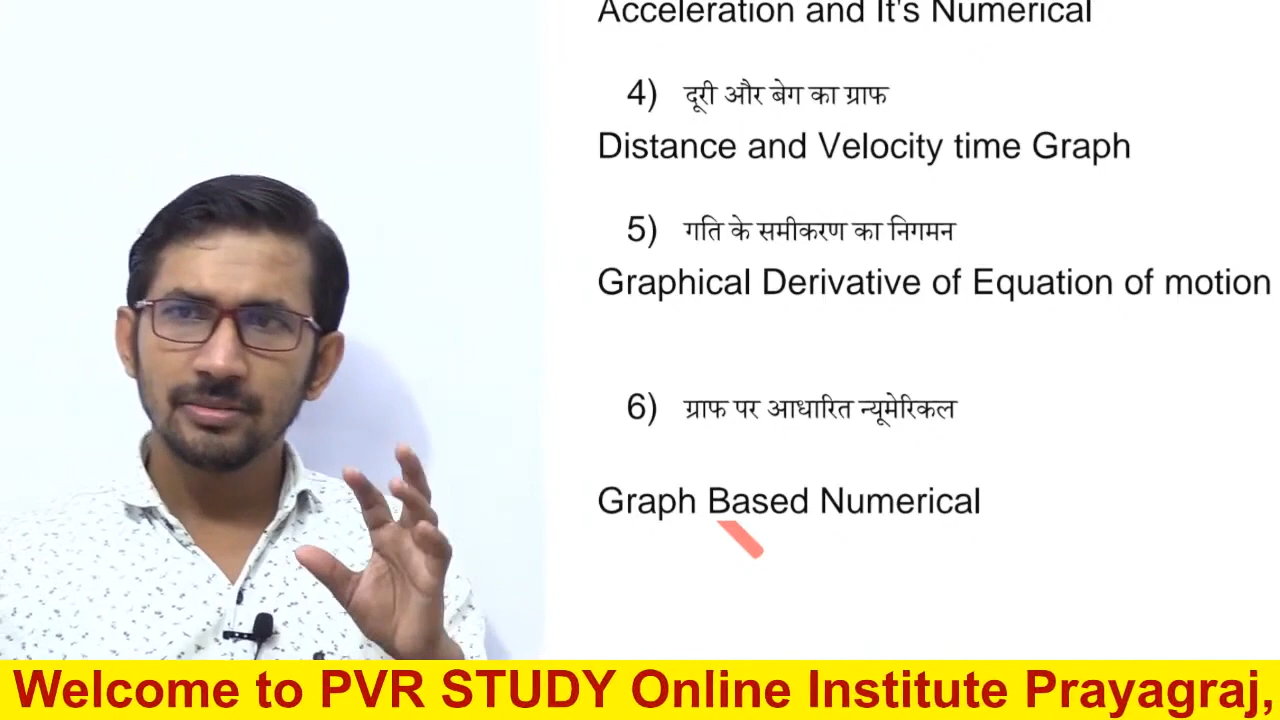 Acceleration and It's Numerical
4) दूरी और बेग का ग्राफ
Distance and Velocity time Graph
5) गति के समीकरण का निगमन
Graphical Derivative of Equation of motion
6) ग्राफ पर आधारित न्यूमेरिकल
Graph Based Numerical
Welcome to PVR STUDY Online Institute Prayagraj,